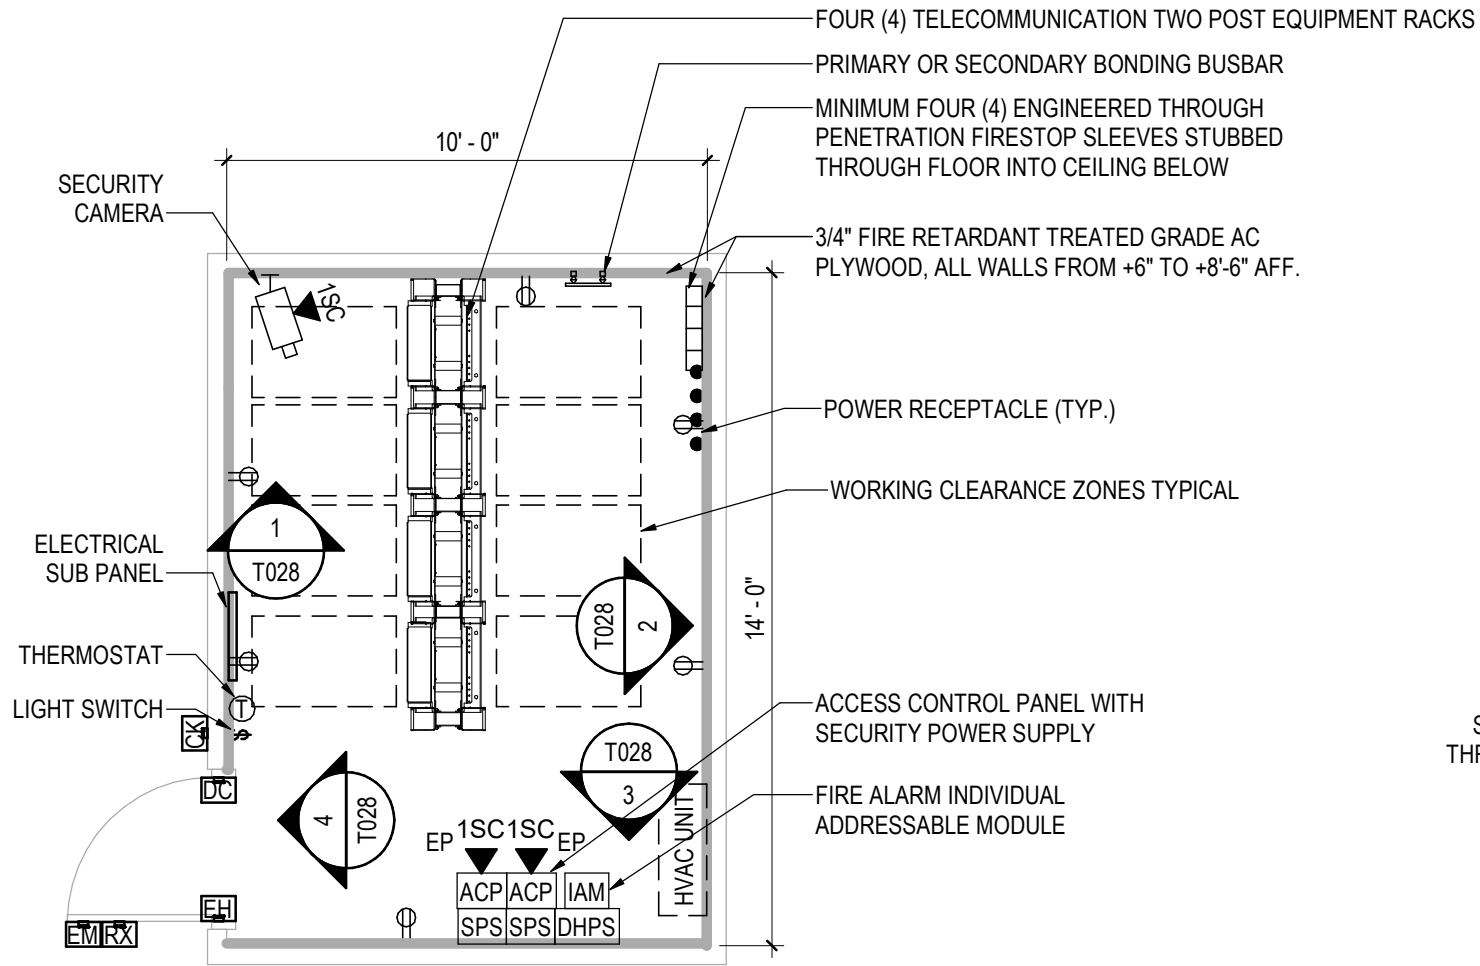 FOUR (4) TELECOMMUNICATION TWO POST EQUIPMENT RACKS
PRIMARY OR SECONDARY BONDING BUSBAR
MINIMUM FOUR (4) ENGINEERED THROUGH
PENETRATION FIRESTOP SLEEVES STUBBED
THROUGH FLOOR INTO CEILING BELOW
10' - 0"
SECURITY
CAMERA
3/4" FIRE RETARDANT TREATED GRADE AC
PLYWOOD, ALL WALLS FROM +6" TO +8'-6" AFF.
1SC
POWER RECEPTACLE (TYP.)
WORKING CLEARANCE ZONES TYPICAL
1
T028
ELECTRICAL
SUB PANEL
T028
2
14' - 0"
THERMOSTAT
T
LIGHT SWITCH
$
CK
ACCESS CONTROL PANEL WITH
SECURITY POWER SUPPLY
S
THR
T028
3
DC
4
T028
HVAC UNIT
FIRE ALARM INDIVIDUAL
ADDRESSABLE MODULE
EP 1SC 1SC EP
ACP ACP IAM
SPS SPS DHPS
EH
EM RX